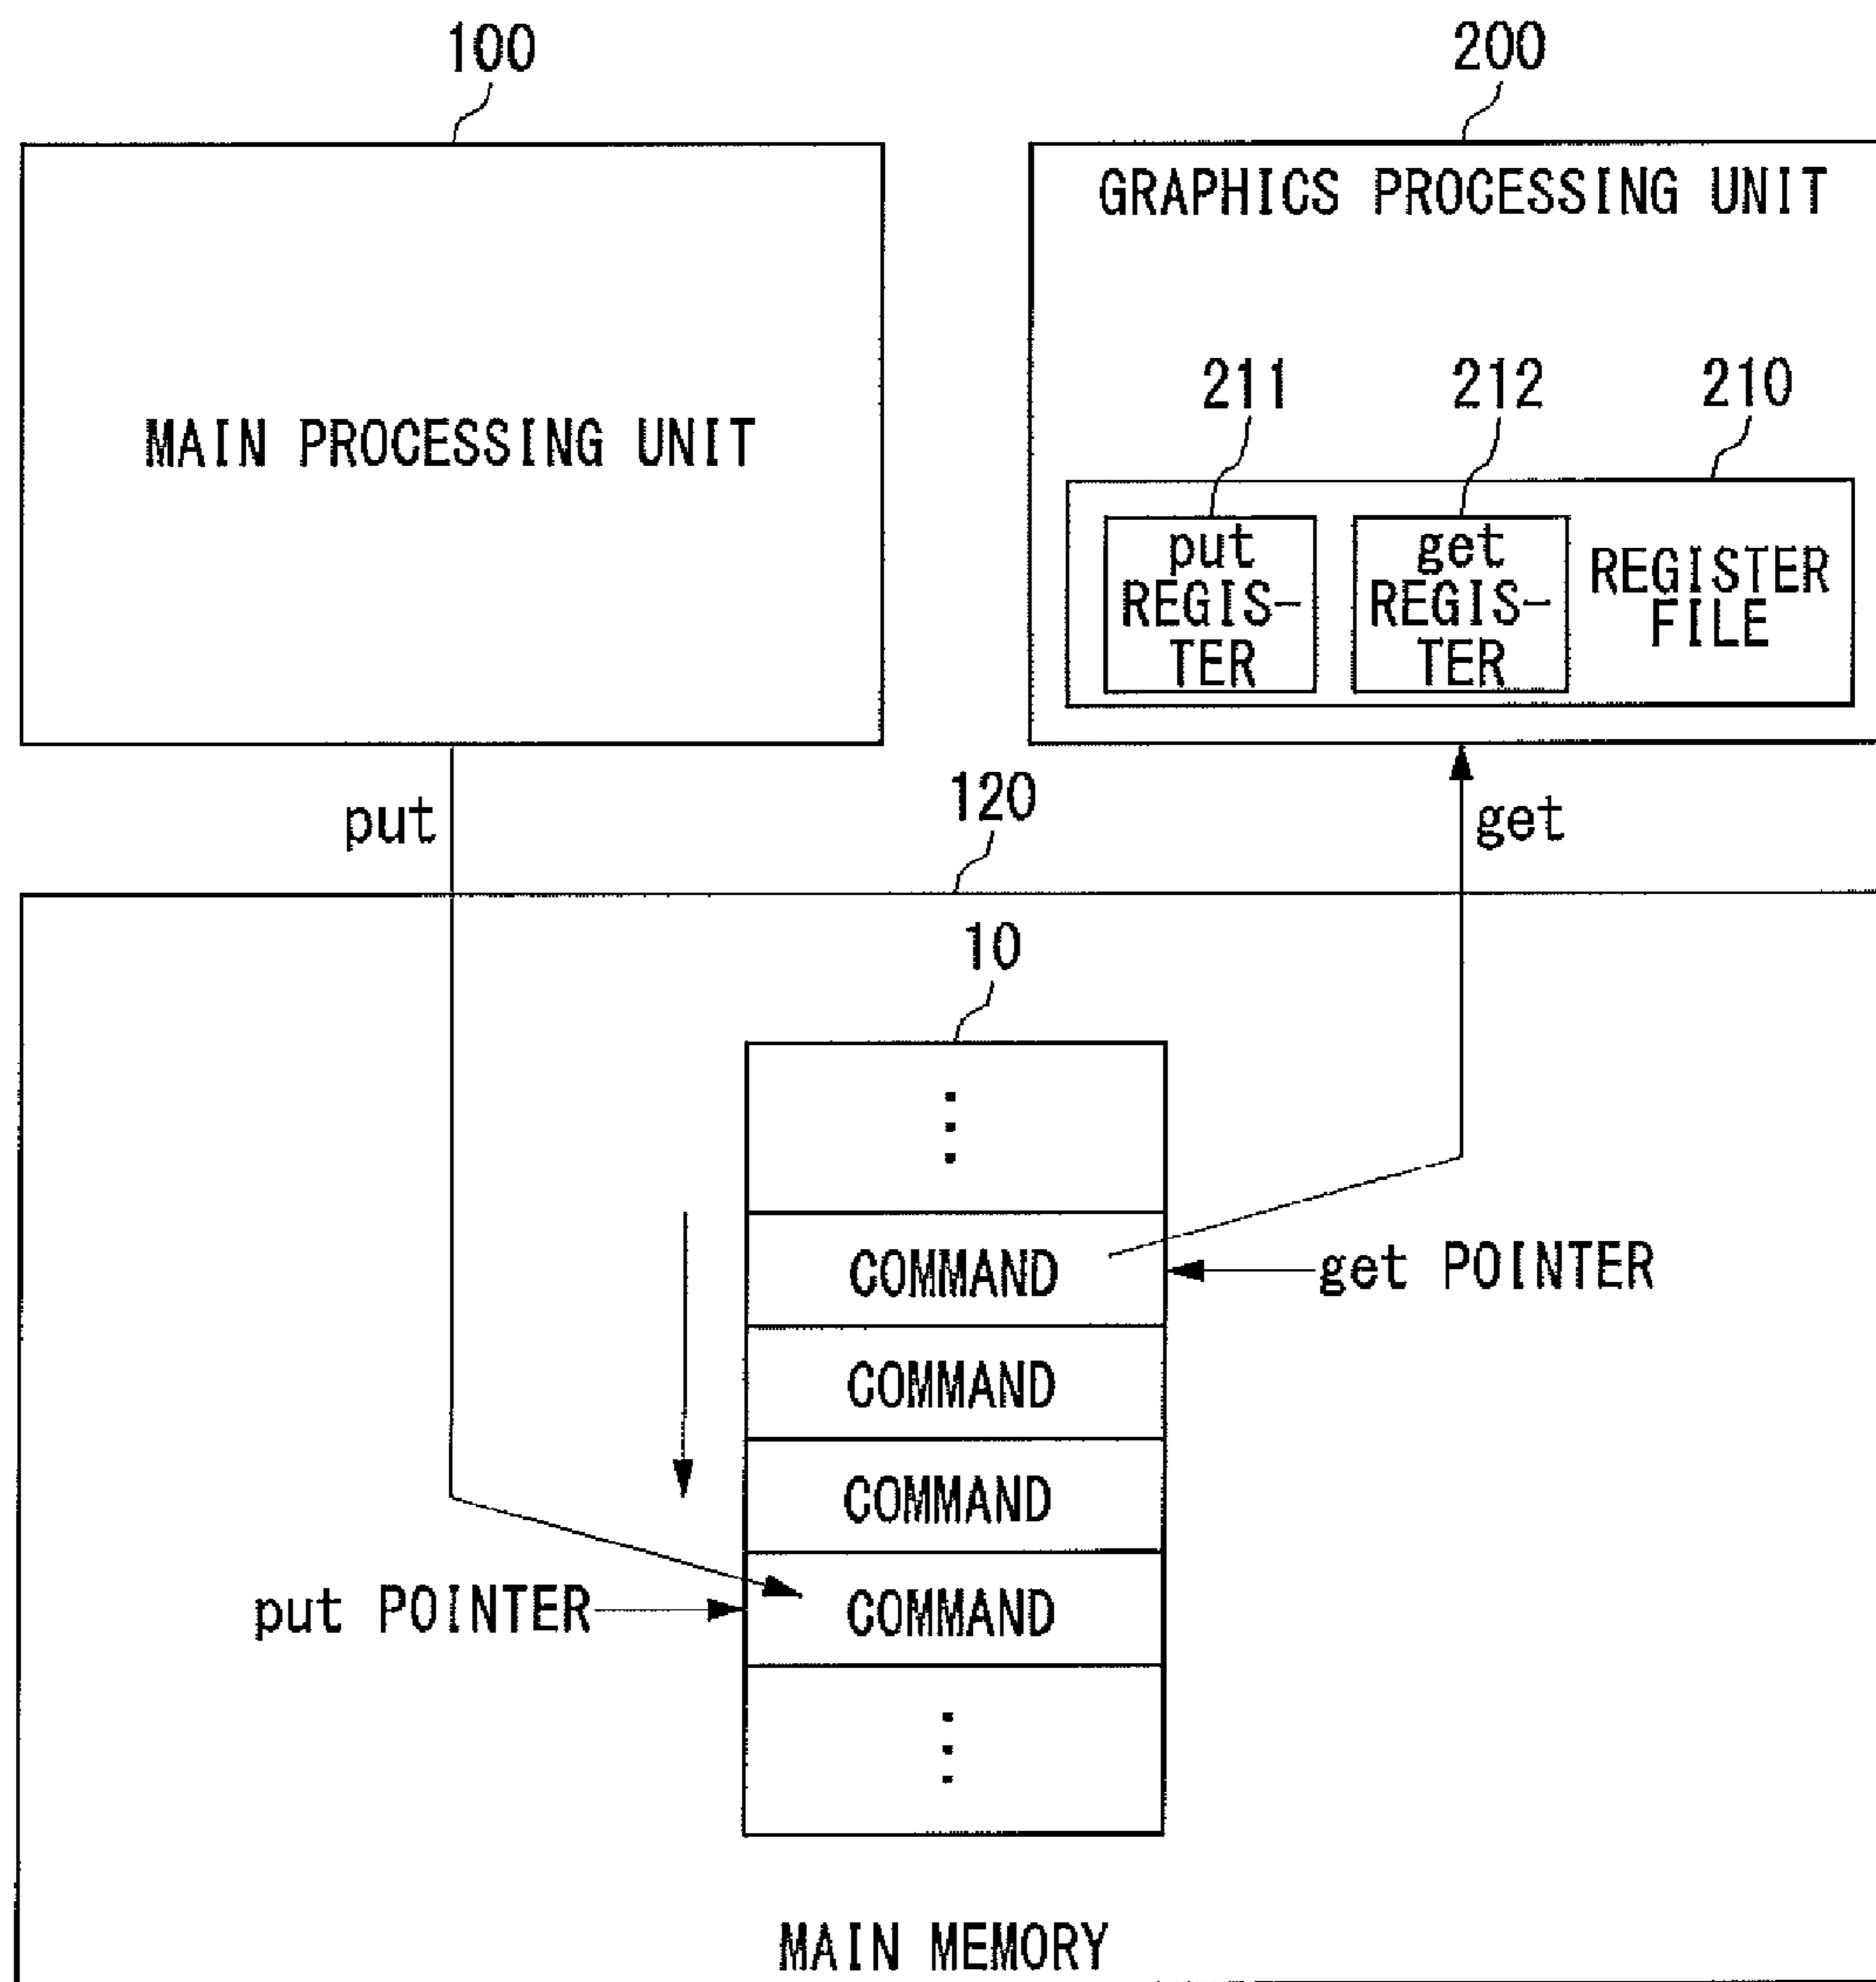 100
200
MAIN PROCESSING UNIT
GRAPHICS PROCESSING UNIT
211
212
210
put
REGIS-
TER
get
REGIS-
TER
REGISTER
FILE
put
120
get
10
COMMAND
get POINTER
COMMAND
COMMAND
put POINTER
COMMAND
MAIN MEMORY